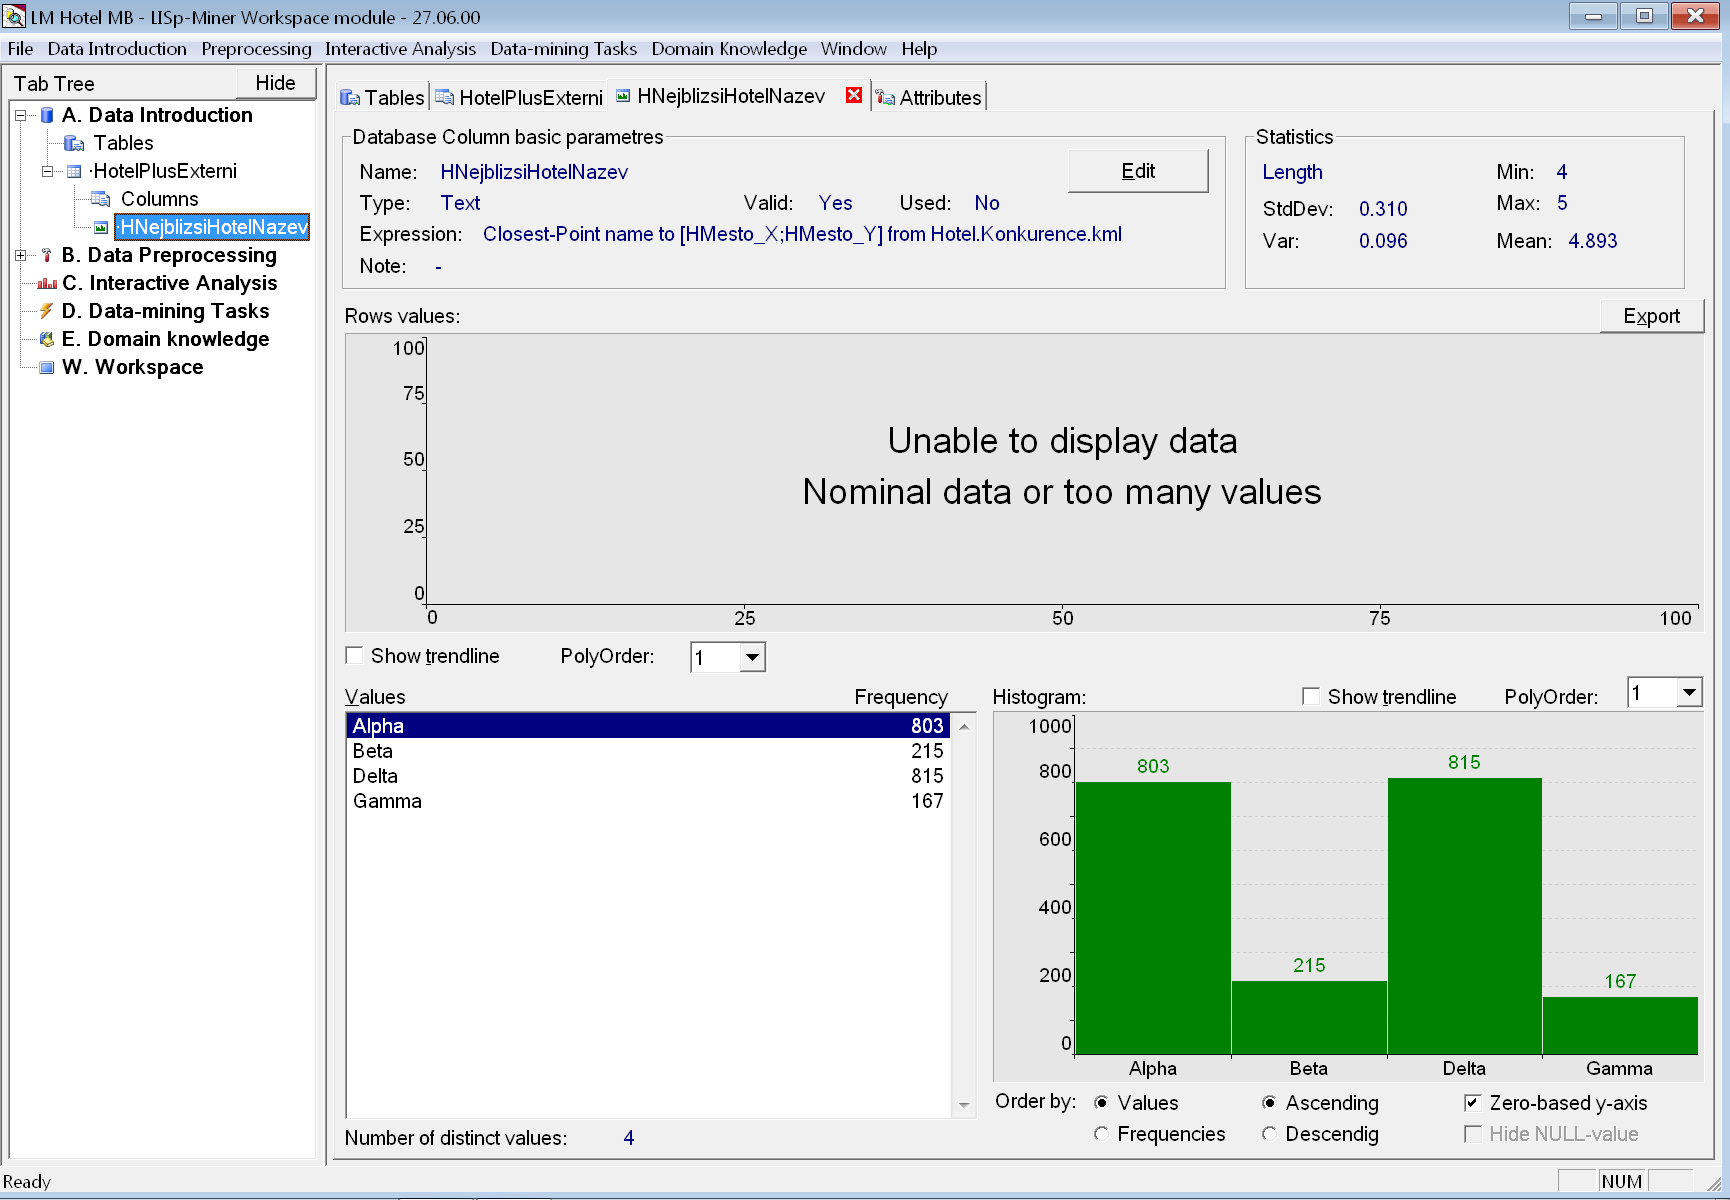 LM Hotel MB - LISp-Miner Workspace module - 27.06.00
File Data Introduction Preprocessing Interactive Analysis Data-mining Tasks Domain Knowledge Window Help
Tab Tree
Hide
A. Data Introduction
Tables
·HotelPlusExterni
Columns
·HNejblizsiHotelNazev
B. Data Preprocessing
C. Interactive Analysis
D. Data-mining Tasks
E. Domain knowledge
W. Workspace
Tables HotelPlusExterni HNejblizsiHotelNazev Attributes
Database Column basic parametres
Name: HNejblizsiHotelNazev
Edit
Type: Text Valid: Yes Used: No
Expression: Closest-Point name to [HMesto_X;HMesto_Y] from Hotel.Konkurence.kml
Note: -
Statistics
Length Min: 4
StdDev: 0.310 Max: 5
Var: 0.096 Mean: 4.893
Rows values:
Export
100
75
50
25
0
Unable to display data
Nominal data or too many values
0 25 50 75 100
Show trendline PolyOrder: 1
Values Frequency
Alpha 803
Beta 215
Delta 815
Gamma 167
Number of distinct values: 4
Histogram: Show trendline PolyOrder: 1
1000
800
600
400
200
0
803
215
815
167
Alpha Beta Delta Gamma
Order by: Values Ascending Zero-based y-axis
Frequencies Descendig Hide NULL-value
Ready
NUM